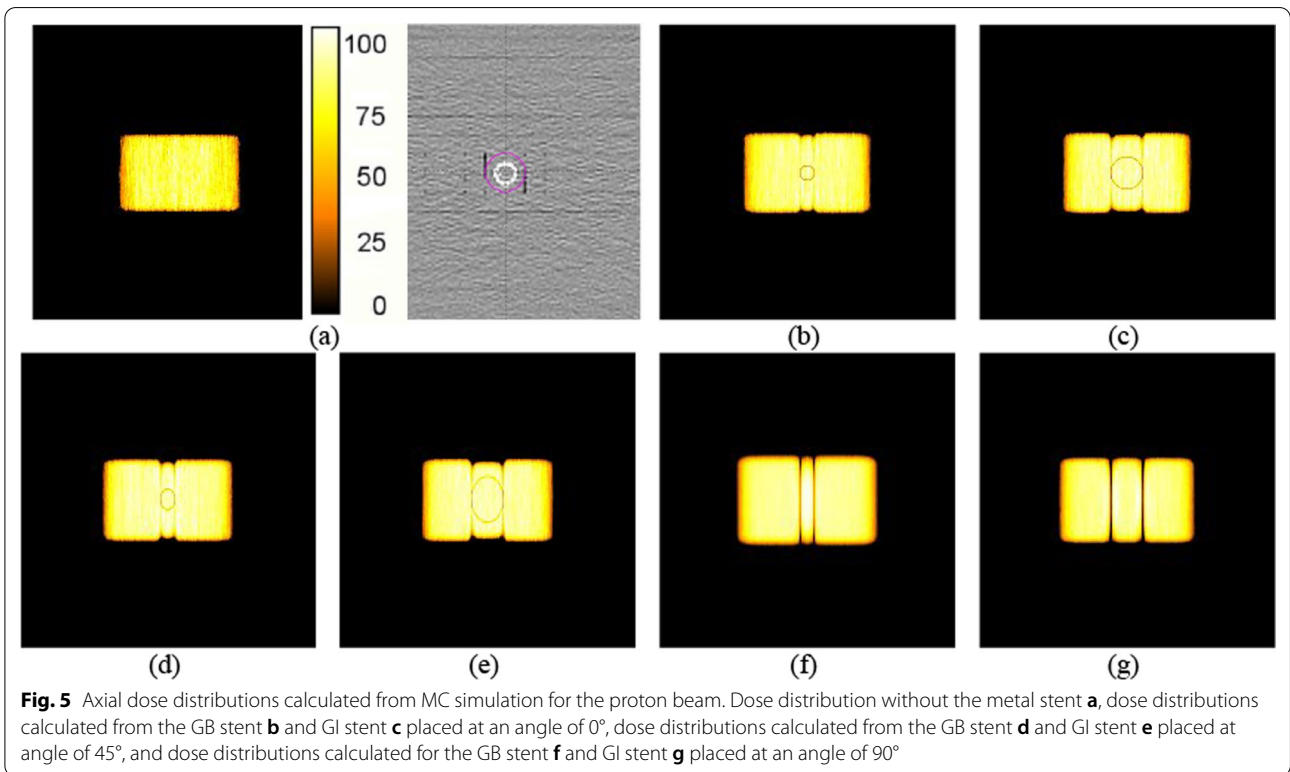 100
75
50
25
0
(a)
(b)
(c)
(d)
(e)
(f)
(g)
Fig. 5 Axial dose distributions calculated from MC simulation for the proton beam. Dose distribution without the metal stent a, dose distributions
calculated from the GB stent b and GI stent c placed at an angle of 0°, dose distributions calculated from the GB stent d and GI stent e placed at
angle of 45°, and dose distributions calculated for the GB stent f and GI stent g placed at an angle of 90°